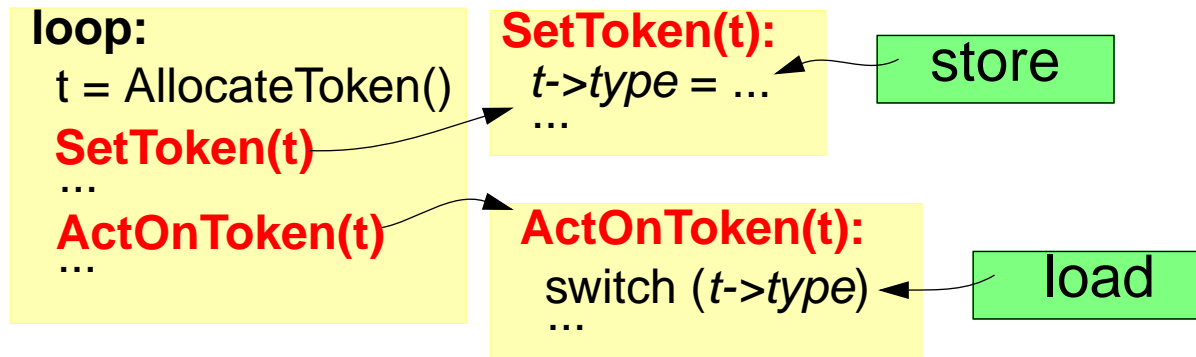 loop:
t = AllocateToken()
SetToken(t)
...
ActOnToken(t)
...
SetToken(t):
t->type = ...
...
store
ActOnToken(t):
switch (t->type)
...
load